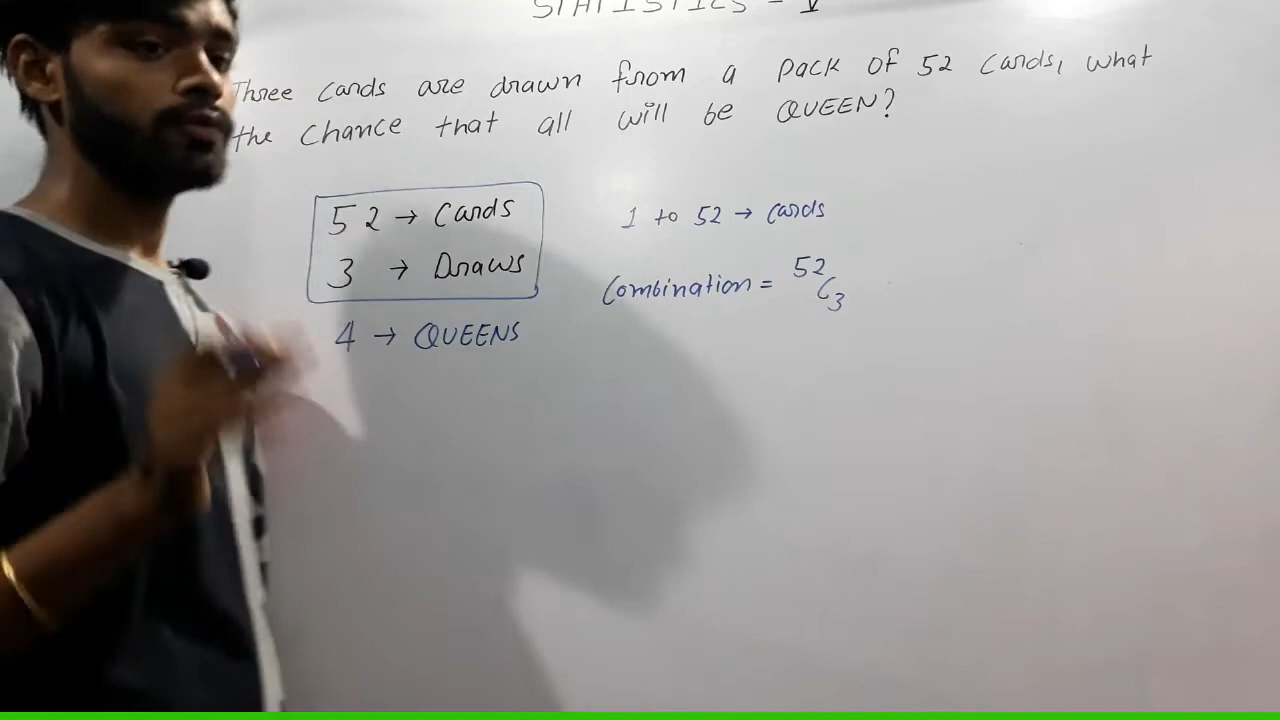 STATISTICS - V
Three cards are drawn from a pack of 52 cards, what
the chance that all will be QUEEN?
52 → Cards
3 → Draws
4 → QUEENS
1 to 52 → cards
Combination = ⁵²C₃